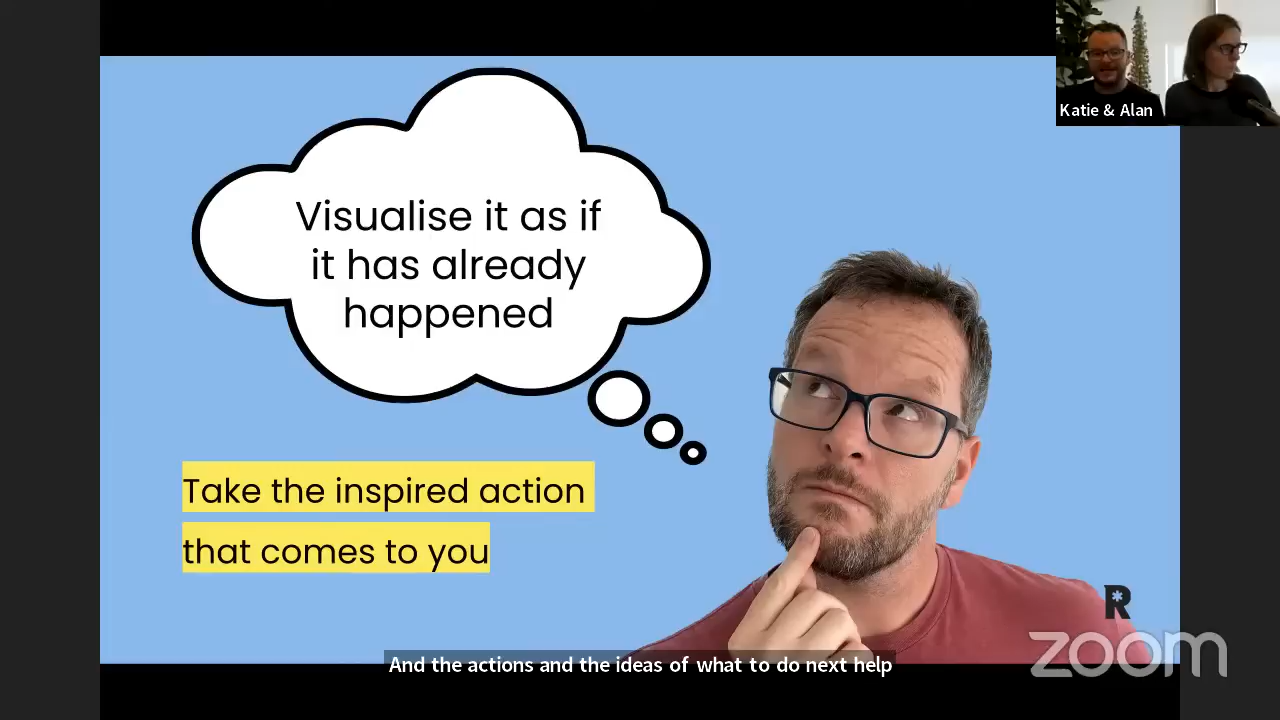 Katie & Alan
Visualise it as if
it has already
happened
Take the inspired action
that comes to you
R
zoom
And the actions and the ideas of what to do next help